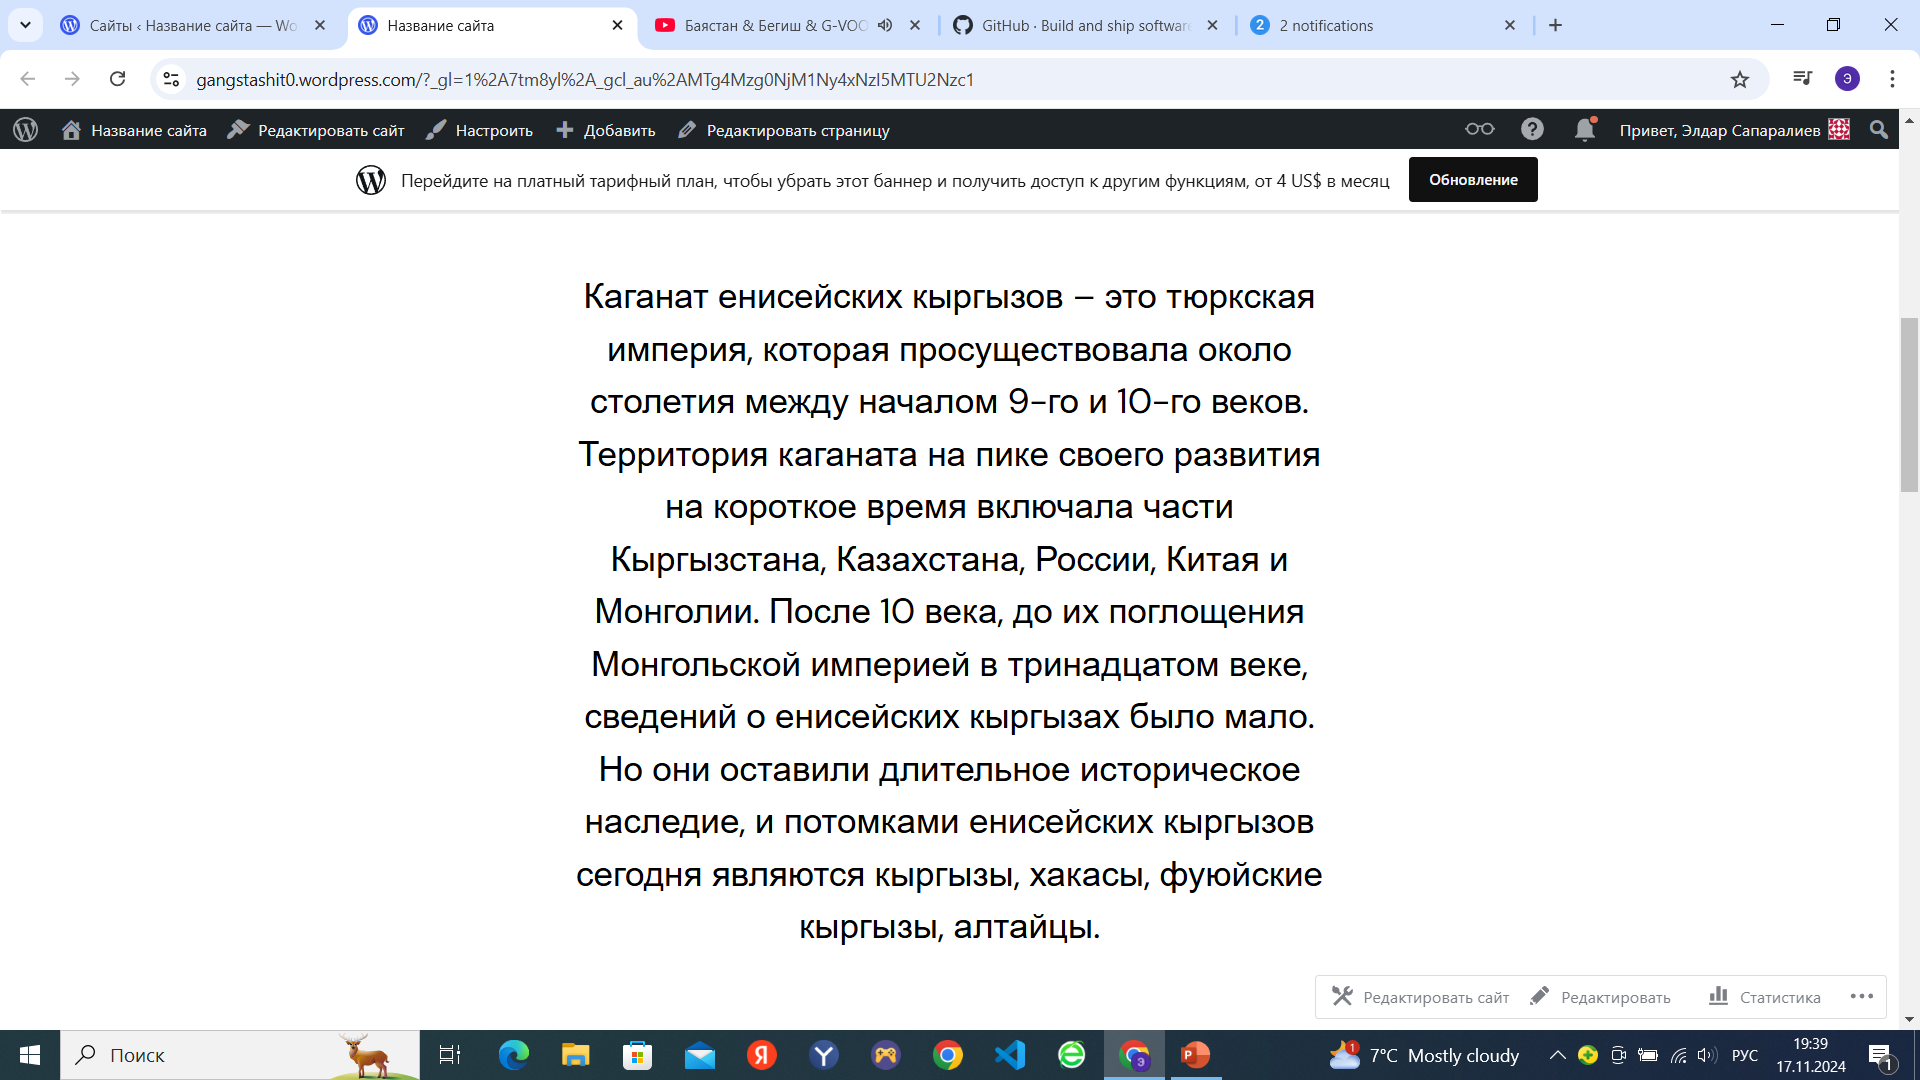 Сайты ‹ Название сайта — Wo
Название сайта
Баястан & Бегиш & G-VOO
GitHub · Build and ship software
2
2 notifications
gangstashit0.wordpress.com/?_gl=1%2A7tm8yl%2A_gcl_au%2AMTg4Mzg0NjM1Ny4xNzI5MTU2Nzc1
Э
Название сайта
Редактировать сайт
Настроить
Добавить
Редактировать страницу
Привет, Элдар Сапаралиев
Перейдите на платный тарифный план, чтобы убрать этот баннер и получить доступ к другим функциям, от 4 US$ в месяц
Обновление
Каганат енисейских кыргызов – это тюркская
империя, которая просуществовала около
столетия между началом 9-го и 10-го веков.
Территория каганата на пике своего развития
на короткое время включала части
Кыргызстана, Казахстана, России, Китая и
Монголии. После 10 века, до их поглощения
Монгольской империей в тринадцатом веке,
сведений о енисейских кыргызах было мало.
Но они оставили длительное историческое
наследие, и потомками енисейских кыргызов
сегодня являются кыргызы, хакасы, фуюйские
кыргызы, алтайцы.
Редактировать сайт
Редактировать
Статистика
Поиск
1
7°C Mostly cloudy
РУС
19:39
17.11.2024
1